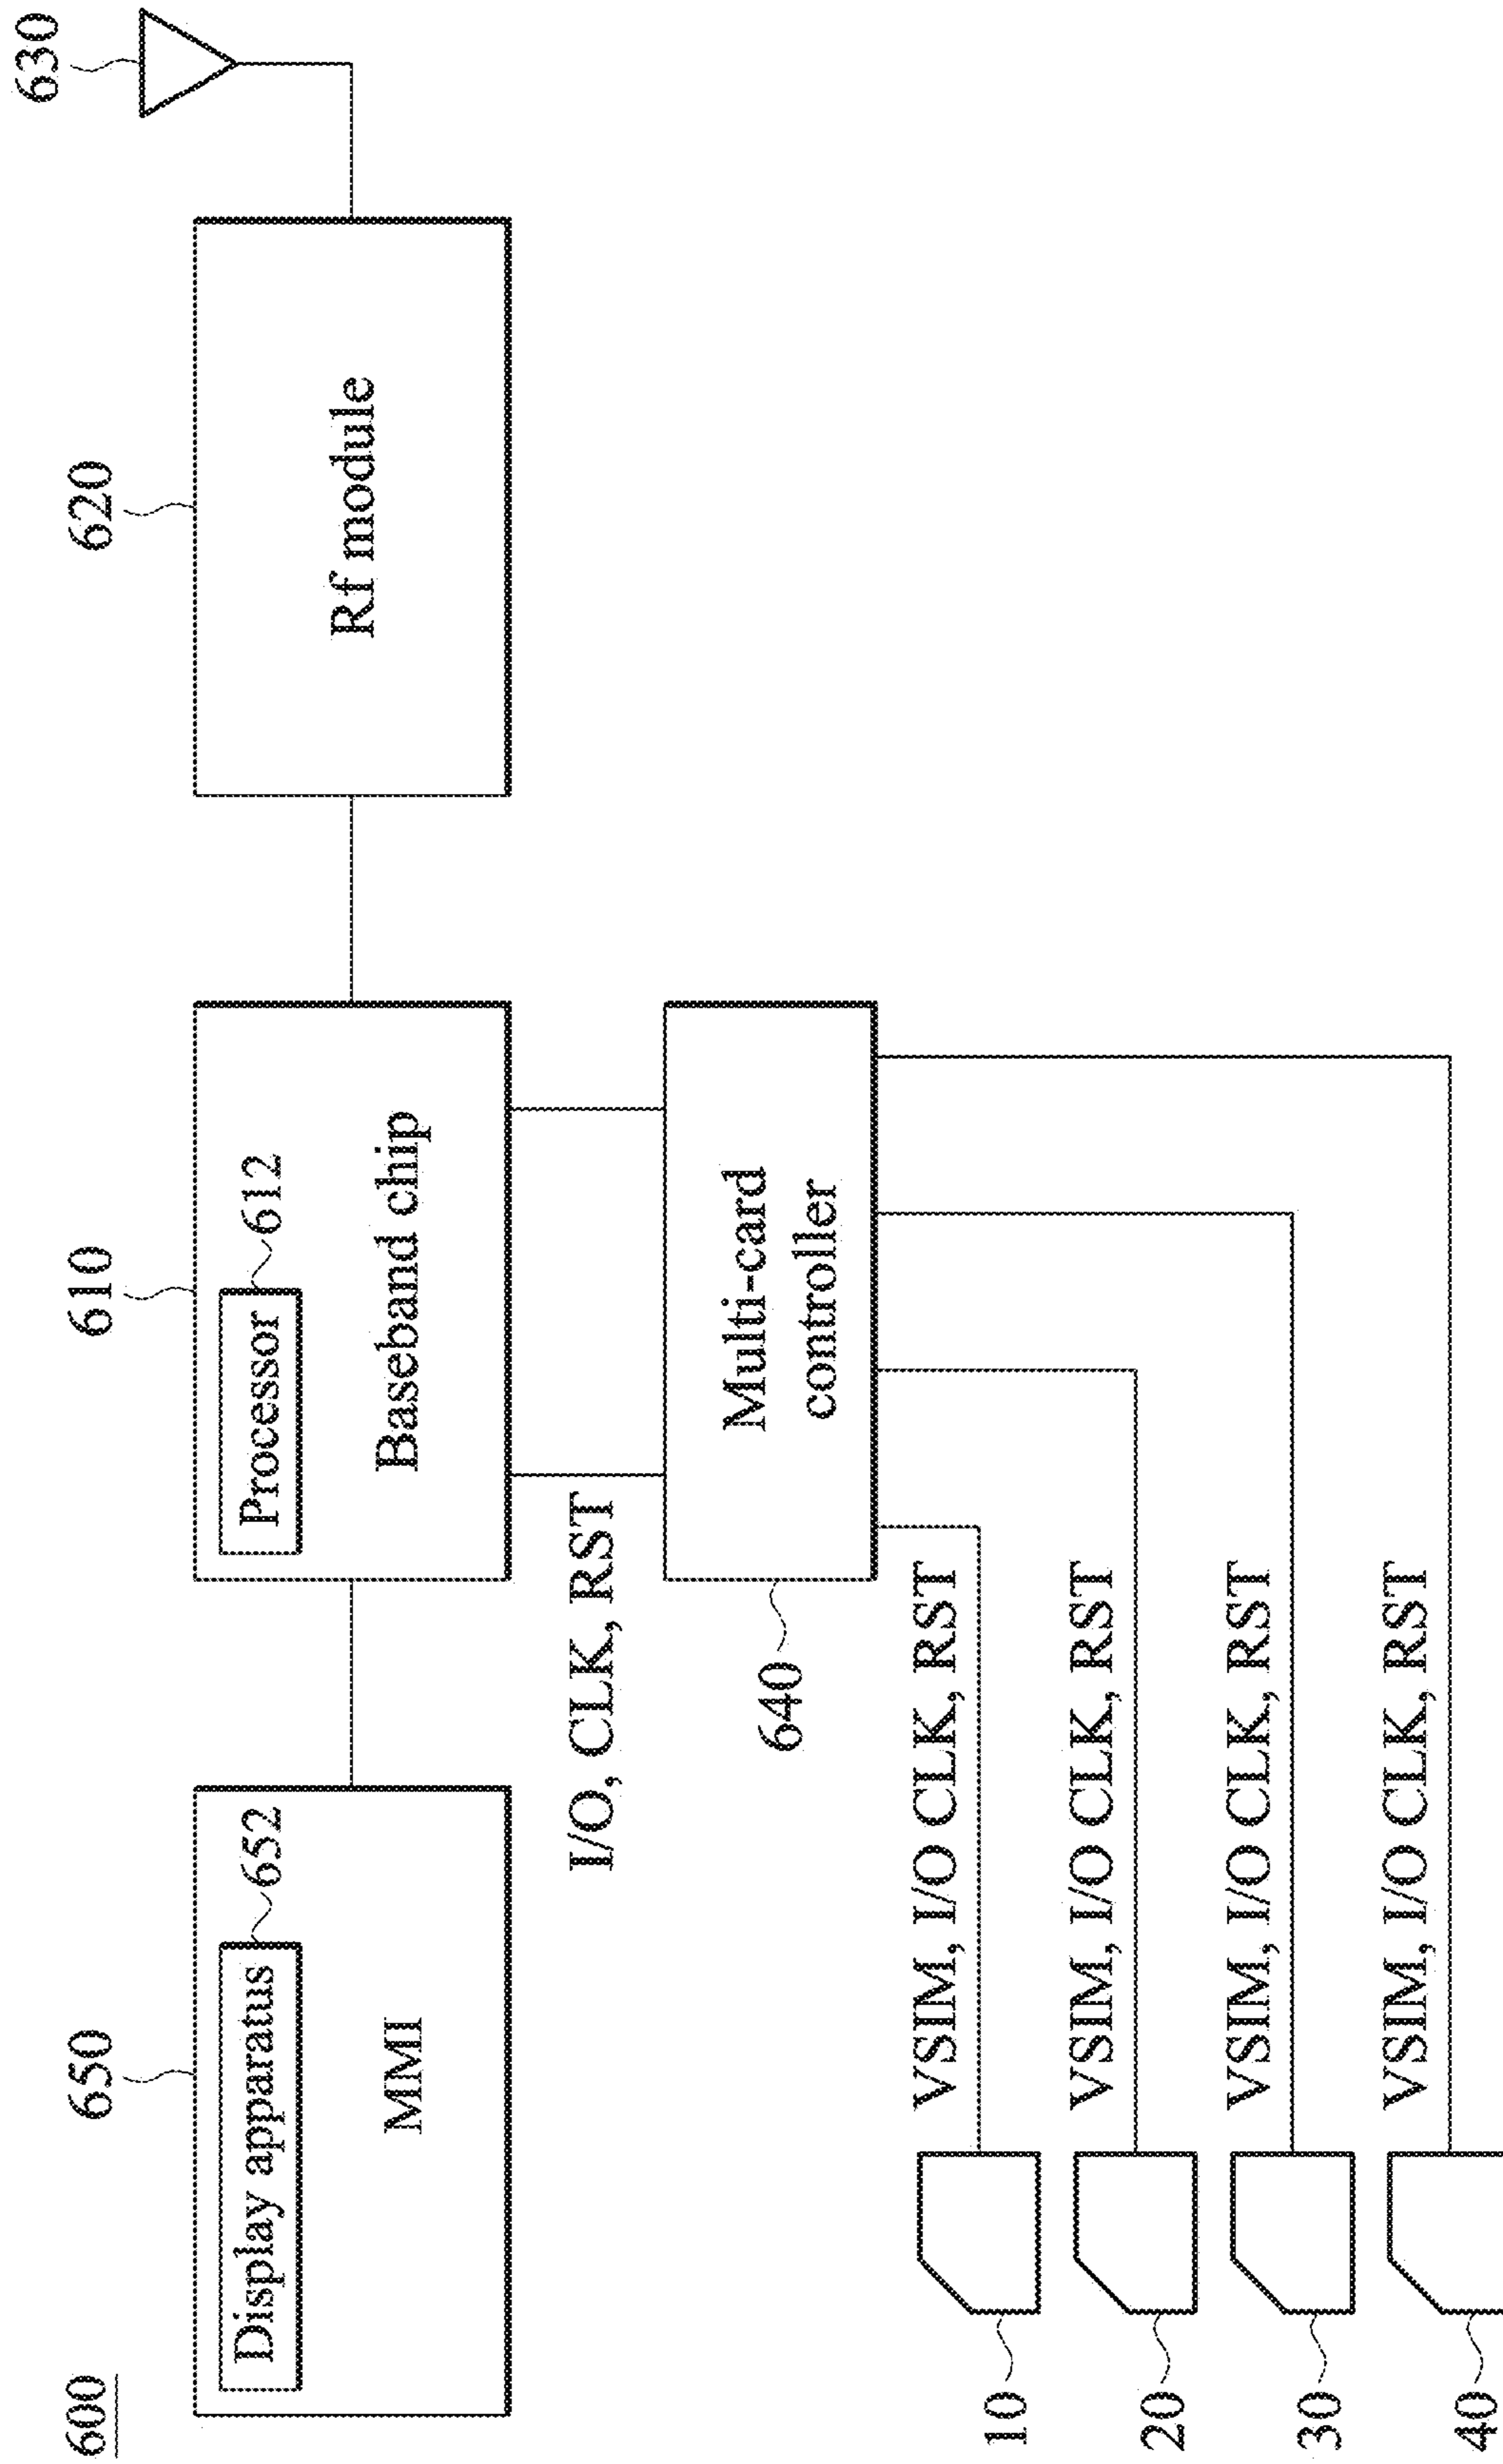 600
650
610
620
630
Display apparatus
652
MMI
Processor
612
Baseband chip
Rf module
I/O, CLK, RST
640
Multi-card
controller
VSIM, I/O CLK, RST
VSIM, I/O CLK, RST
VSIM, I/O CLK, RST
VSIM, I/O CLK, RST
10
20
30
40